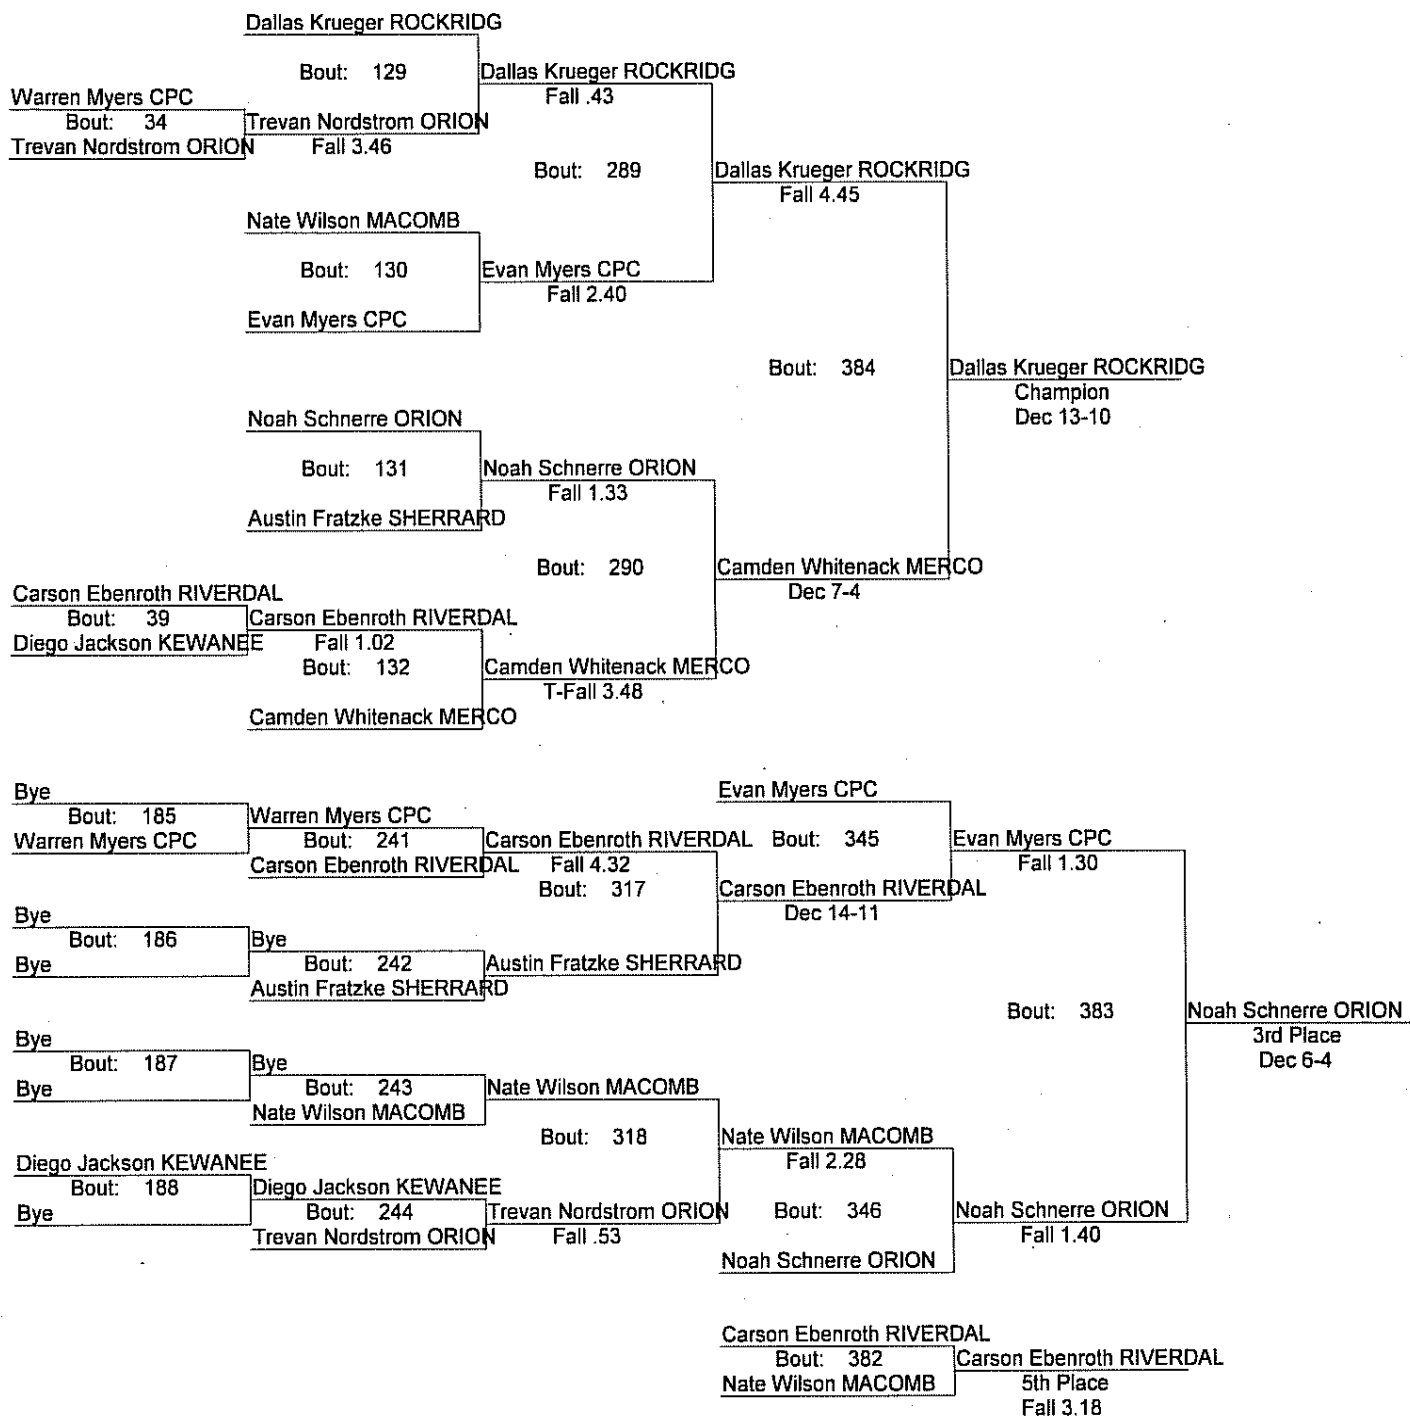 Dallas Krueger ROCKRIDG
Bout: 129
Dallas Krueger ROCKRIDG
Fall .43
Warren Myers CPC
Bout: 34
Trevan Nordstrom ORION
Trevan Nordstrom ORION
Fall 3.46
Bout: 289
Dallas Krueger ROCKRIDG
Fall 4.45
Nate Wilson MACOMB
Bout: 130
Evan Myers CPC
Fall 2.40
Evan Myers CPC
Bout: 384
Dallas Krueger ROCKRIDG
Champion
Dec 13-10
Noah Schnerre ORION
Bout: 131
Noah Schnerre ORION
Fall 1.33
Austin Fratzke SHERRARD
Bout: 290
Camden Whitenack MERCO
Dec 7-4
Carson Ebenroth RIVERDAL
Bout: 39
Carson Ebenroth RIVERDAL
Diego Jackson KEWANEE
Fall 1.02
Bout: 132
Camden Whitenack MERCO
T-Fall 3.48
Camden Whitenack MERCO
Bye
Bout: 185
Warren Myers CPC
Warren Myers CPC
Bout: 241
Carson Ebenroth RIVERDAL
Carson Ebenroth RIVERDAL
Fall 4.32
Bout: 317
Evan Myers CPC
Bout: 345
Evan Myers CPC
Fall 1.30
Carson Ebenroth RIVERDAL
Dec 14-11
Bye
Bout: 186
Bye
Bye
Bout: 242
Austin Fratzke SHERRARD
Austin Fratzke SHERRARD
Bout: 383
Noah Schnerre ORION
3rd Place
Dec 6-4
Bye
Bout: 187
Bye
Bye
Bout: 243
Nate Wilson MACOMB
Nate Wilson MACOMB
Bout: 318
Nate Wilson MACOMB
Fall 2.28
Diego Jackson KEWANEE
Bout: 188
Bye
Diego Jackson KEWANEE
Bout: 244
Trevan Nordstrom ORION
Trevan Nordstrom ORION
Fall .53
Bout: 346
Noah Schnerre ORION
Fall 1.40
Noah Schnerre ORION
Carson Ebenroth RIVERDAL
Bout: 382
Carson Ebenroth RIVERDAL
Nate Wilson MACOMB
5th Place
Fall 3.18